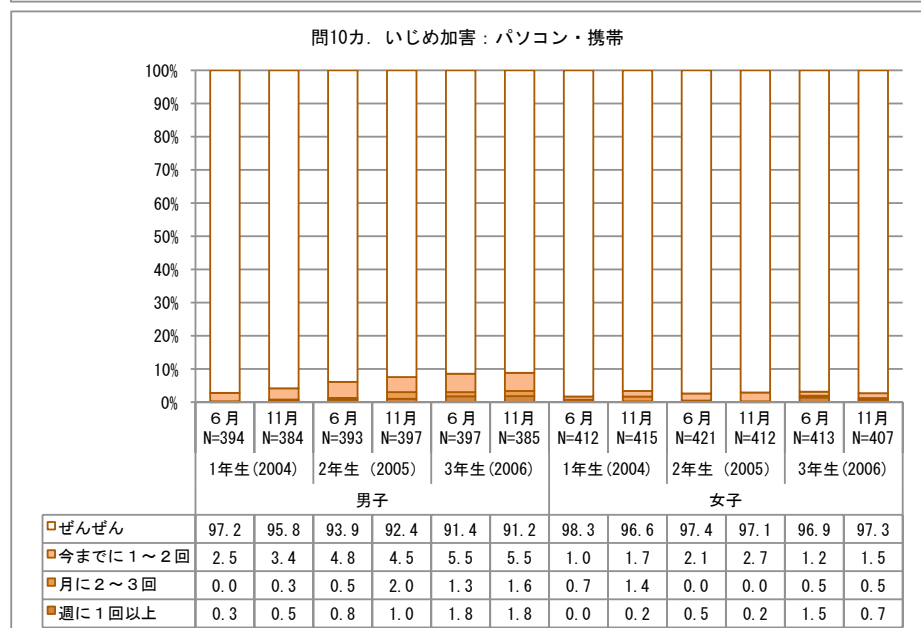 問10カ．いじめ加害：パソコン・携帯
100%
90%
80%
70%
60%
50%
40%
30%
20%
10%
0%
6月 11月 6月 11月 6月 11月 6月 11月 6月 11月 6月 11月
N=394 N=384 N=393 N=397 N=397 N=385 N=412 N=415 N=421 N=412 N=413 N=407
1年生(2004) 2年生 (2005) 3年生(2006) 1年生(2004) 2年生 (2005) 3年生(2006)
男子 女子
ぜんぜん 97.2 95.8 93.9 92.4 91.4 91.2 98.3 96.6 97.4 97.1 96.9 97.3
今までに1～2回 2.5 3.4 4.8 4.5 5.5 5.5 1.0 1.7 2.1 2.7 1.2 1.5
月に2～3回 0.0 0.3 0.5 2.0 1.3 1.6 0.7 1.4 0.0 0.0 0.5 0.5
週に1回以上 0.3 0.5 0.8 1.0 1.8 1.8 0.0 0.2 0.5 0.2 1.5 0.7